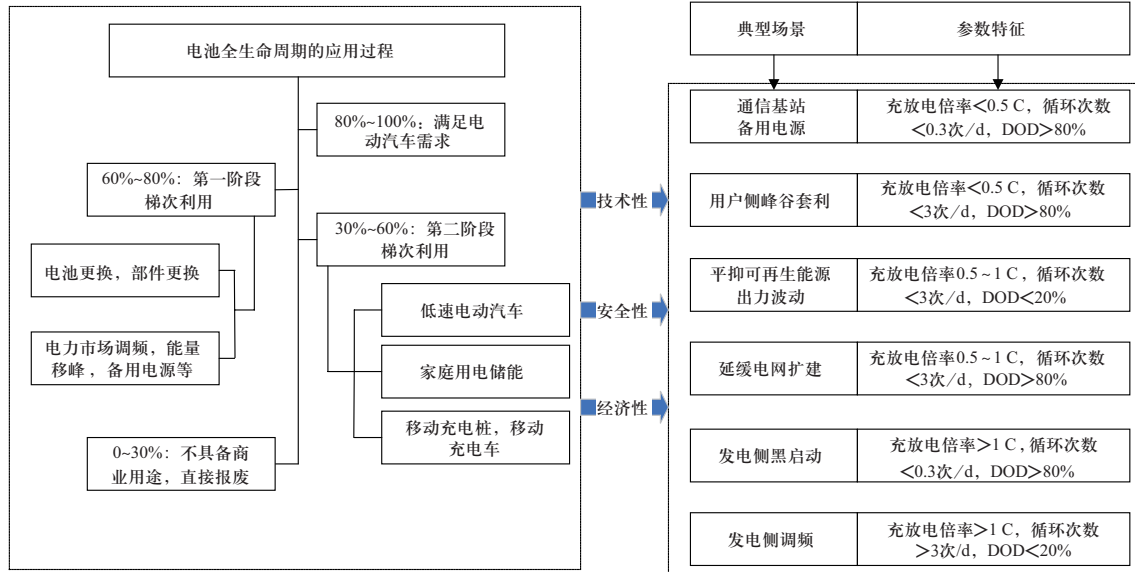 电池全生命周期的应用过程
80%~100%：满足电
动汽车需求
60%~80%：第一阶段
梯次利用
30%~60%：第二阶段
梯次利用
电池更换，部件更换
电力市场调频，能量
移峰，备用电源等
低速电动汽车
家庭用电储能
移动充电桩，移动
充电车
0~30%：不具备商
业用途，直接报废
技术性
安全性
经济性
典型场景
参数特征
通信基站
备用电源
充放电倍率＜0.5 C，循环次数
＜0.3次/d，DOD＞80%
用户侧峰谷套利
充放电倍率＜0.5 C，循环次数
＜3次/d，DOD＞80%
平抑可再生能源
出力波动
充放电倍率0.5~1 C，循环次数
＜3次/d，DOD＜20%
延缓电网扩建
充放电倍率0.5~1 C，循环次数
＜3次/d，DOD＞80%
发电侧黑启动
充放电倍率＞1 C，循环次数
＜0.3次/d，DOD＞80%
发电侧调频
充放电倍率＞1 C，循环次数
＞3次/d，DOD＜20%